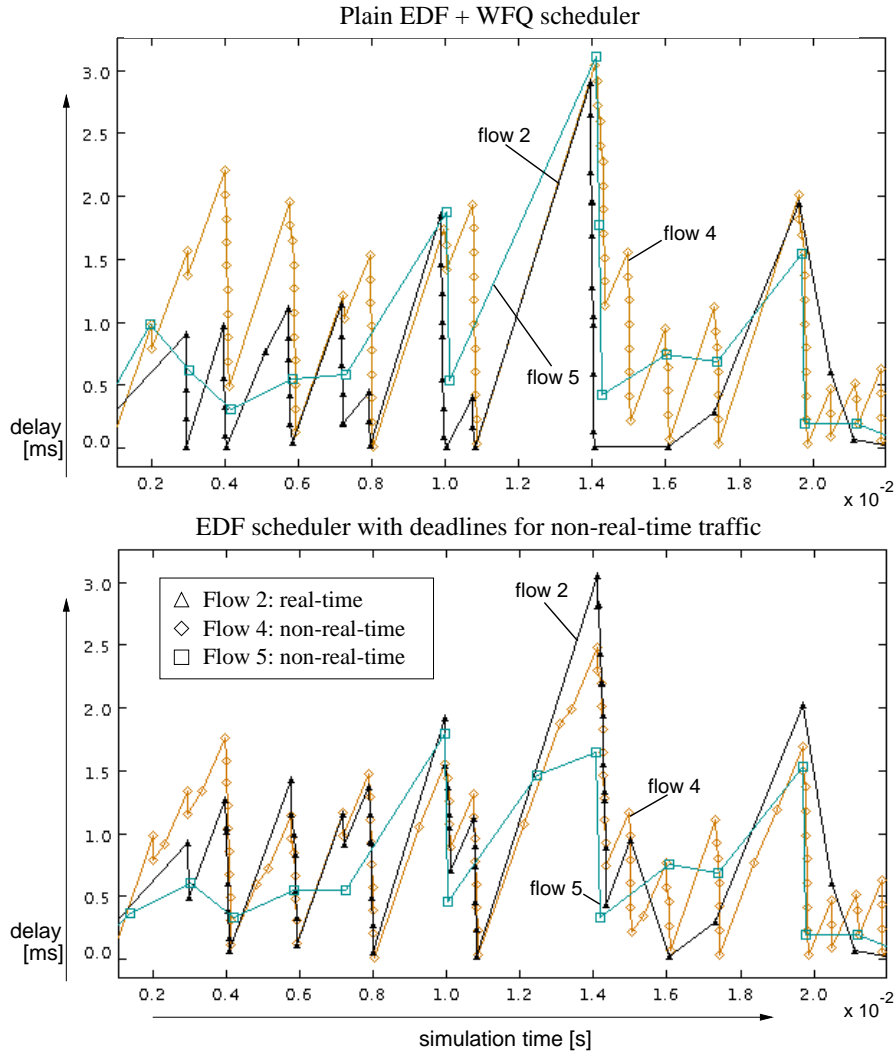 Plain EDF + WFQ scheduler
3.0
2.5
2.0
1.5
1.0
0.5
0.0
delay
[ms]
flow 2
flow 4
flow 5
0.2 0.4 0.6 0.8 1.0 1.2 1.4 1.6 1.8 2.0
x 10⁻²
EDF scheduler with deadlines for non-real-time traffic
3.0
2.5
2.0
1.5
1.0
0.5
0.0
delay
[ms]
Flow 2: real-time
Flow 4: non-real-time
Flow 5: non-real-time
flow 2
flow 4
flow 5
0.2 0.4 0.6 0.8 1.0 1.2 1.4 1.6 1.8 2.0
x 10⁻²
simulation time [s]